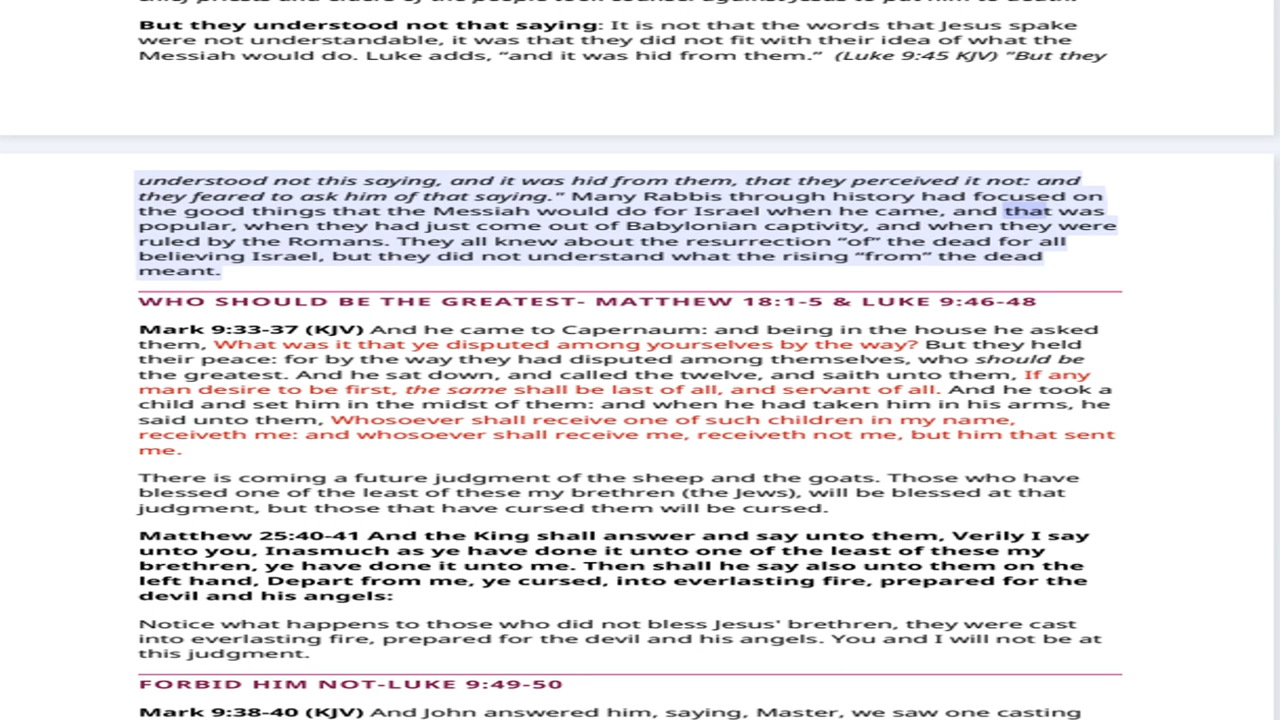 But they understood not that saying: It is not that the words that Jesus spake
were not understandable, it was that they did not fit with their idea of what the
Messiah would do. Luke adds, “and it was hid from them.” (Luke 9:45 KJV) “But they
understood not this saying, and it was hid from them, that they perceived it not: and
they feared to ask him of that saying.” Many Rabbis through history had focused on
the good things that the Messiah would do for Israel when he came, and that was
popular, when they had just come out of Babylonian captivity, and when they were
ruled by the Romans. They all knew about the resurrection “of” the dead for all
believing Israel, but they did not understand what the rising “from” the dead
meant.
WHO SHOULD BE THE GREATEST- MATTHEW 18:1-5 & LUKE 9:46-48
Mark 9:33-37 (KJV) And he came to Capernaum: and being in the house he asked
them, What was it that ye disputed among yourselves by the way? But they held
their peace: for by the way they had disputed among themselves, who should be
the greatest. And he sat down, and called the twelve, and saith unto them, If any
man desire to be first, the same shall be last of all, and servant of all. And he took a
child and set him in the midst of them: and when he had taken him in his arms, he
said unto them, Whosoever shall receive one of such children in my name,
receiveth me: and whosoever shall receive me, receiveth not me, but him that sent
me.
There is coming a future judgment of the sheep and the goats. Those who have
blessed one of the least of these my brethren (the Jews), will be blessed at that
judgment, but those that have cursed them will be cursed.
Matthew 25:40-41 And the King shall answer and say unto them, Verily I say
unto you, Inasmuch as ye have done it unto one of the least of these my
brethren, ye have done it unto me. Then shall he say also unto them on the
left hand, Depart from me, ye cursed, into everlasting fire, prepared for the
devil and his angels:
Notice what happens to those who did not bless Jesus' brethren, they were cast
into everlasting fire, prepared for the devil and his angels. You and I will not be at
this judgment.
FORBID HIM NOT-LUKE 9:49-50
Mark 9:38-40 (KJV) And John answered him, saying, Master, we saw one casting